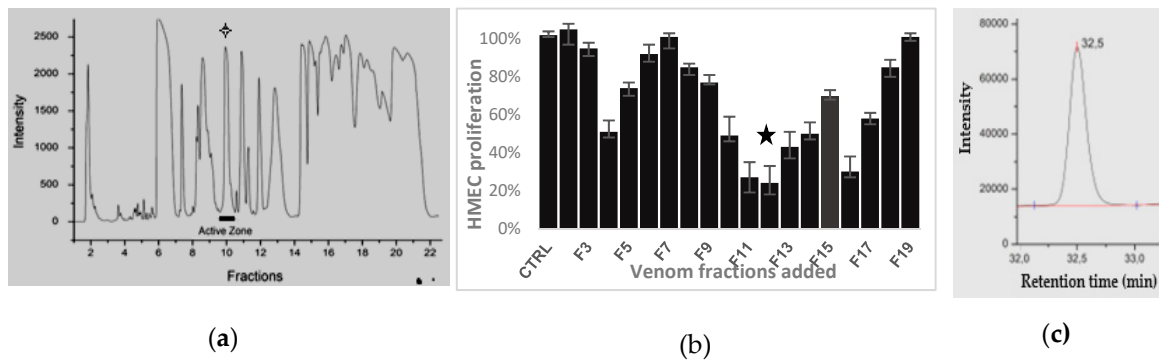 2500
2000
1500
1000
500
0
Intensity
Active Zone
2 4 6 8 10 12 14 16 18 20 22
Fractions
(a)
100%
80%
60%
40%
20%
0%
HMEC proliferation
CTRL F3 F5 F7 F9 F11 F13 F15 F17 F19
Venom fractions added
(b)
80000
60000
40000
20000
0
Intensity
32,5
32,0 32,5 33,0
Retention time (min)
(c)